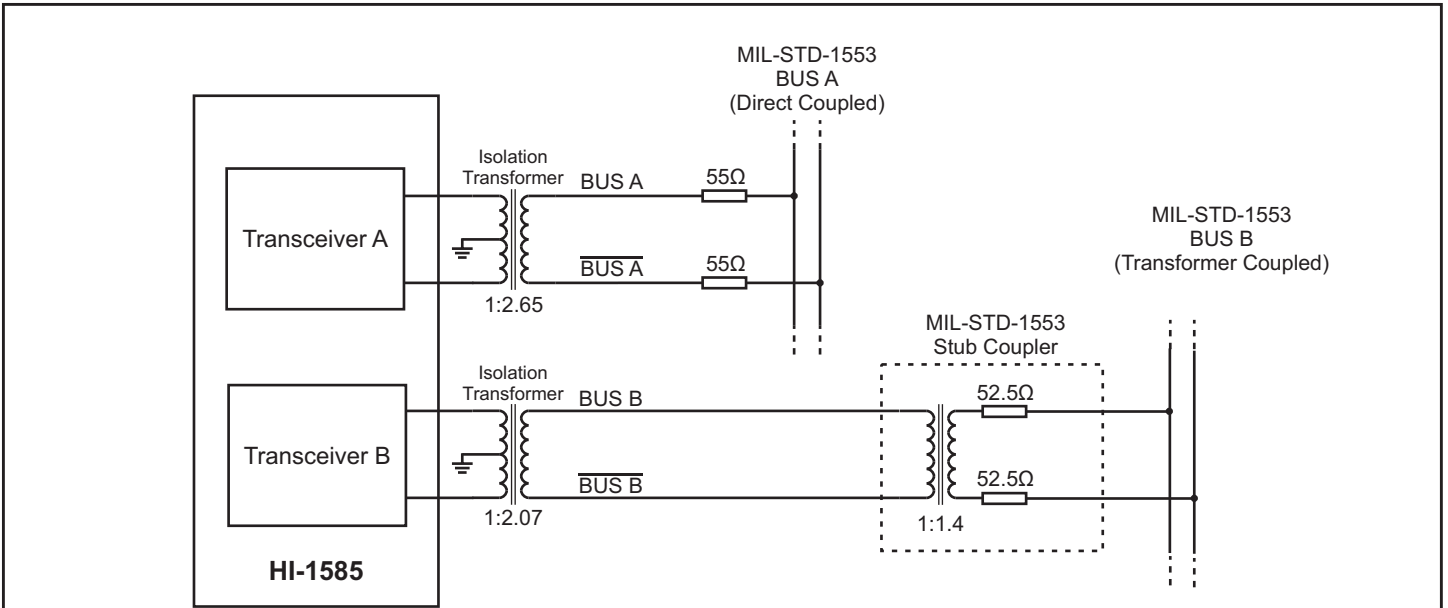 MIL-STD-1553
BUS A
(Direct Coupled)
Isolation
Transformer
BUS A
55Ω
Transceiver A
BUS A
55Ω
1:2.65
MIL-STD-1553
BUS B
(Transformer Coupled)
MIL-STD-1553
Stub Coupler
Isolation
Transformer
BUS B
52.5Ω
Transceiver B
BUS B
52.5Ω
1:2.07
1:1.4
HI-1585